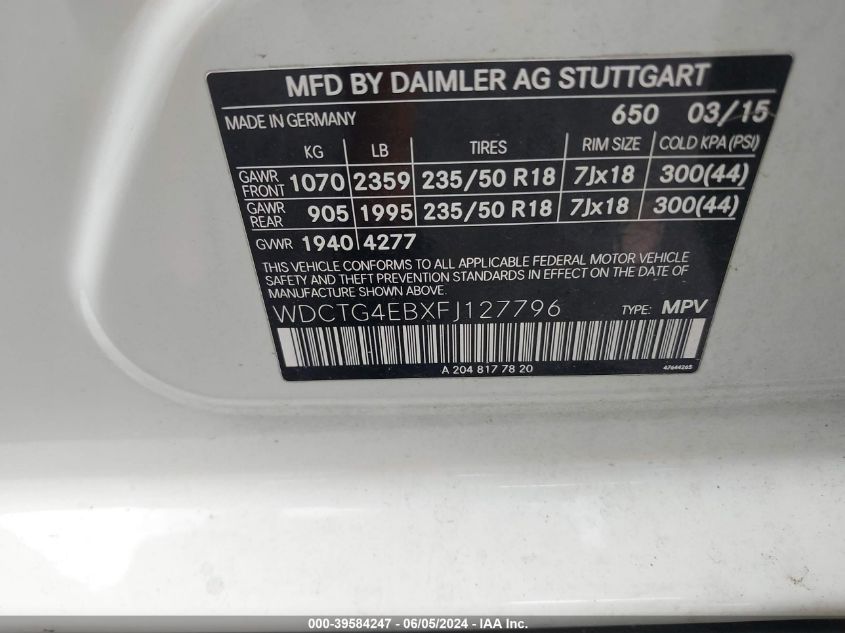 MFD BY DAIMLER AG STUTTGART
MADE IN GERMANY 650 03/15
KG LB TIRES RIM SIZE COLD KPA (PSI)
GAWR FRONT 1070 2359 235/50 R18 7Jx18 300(44)
GAWR REAR 905 1995 235/50 R18 7Jx18 300(44)
GVWR 1940 4277
THIS VEHICLE CONFORMS TO ALL APPLICABLE FEDERAL MOTOR VEHICLE
SAFETY AND THEFT PREVENTION STANDARDS IN EFFECT ON THE DATE OF
MANUFACTURE SHOWN ABOVE.
WDCTG4EBXFJ127796 TYPE: MPV
A 204 817 78 20 47644265
000-39584247 - 06/05/2024 - IAA Inc.